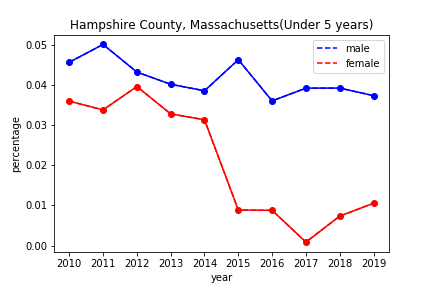 Hampshire County, Massachusetts(Under 5 years)
male
female
percentage
0.05
0.04
0.03
0.02
0.01
0.00
2010 2011 2012 2013 2014 2015 2016 2017 2018 2019
year